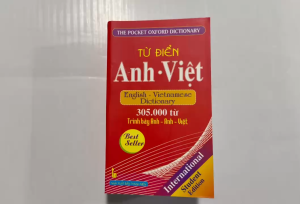 THE POCKET OXFORD DICTIONARY
TỪ ĐIỂN
Anh · Việt
English - Vietnamese
Dictionary
305.000 từ
Trình bày Anh - Anh - Việt
Best
Seller
International
Student
Edition